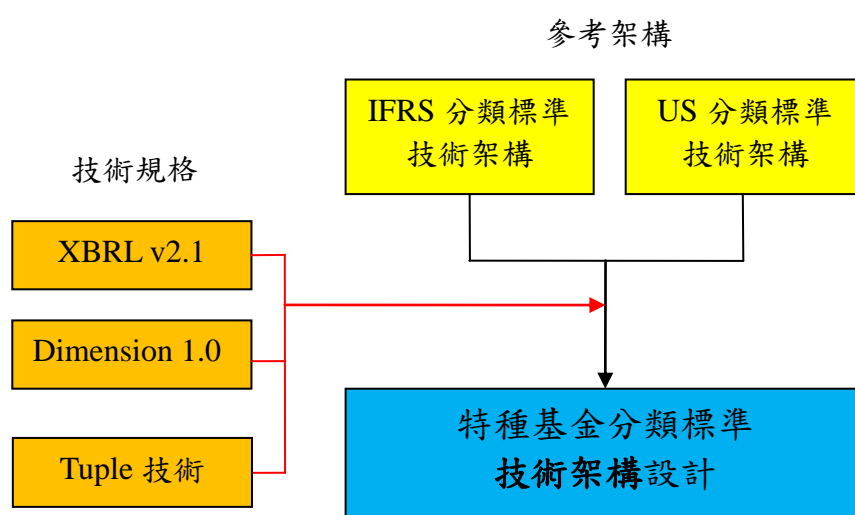 參考架構
IFRS 分類標準
技術架構
US 分類標準
技術架構
技術規格
XBRL v2.1
Dimension 1.0
Tuple 技術
特種基金分類標準
技術架構設計